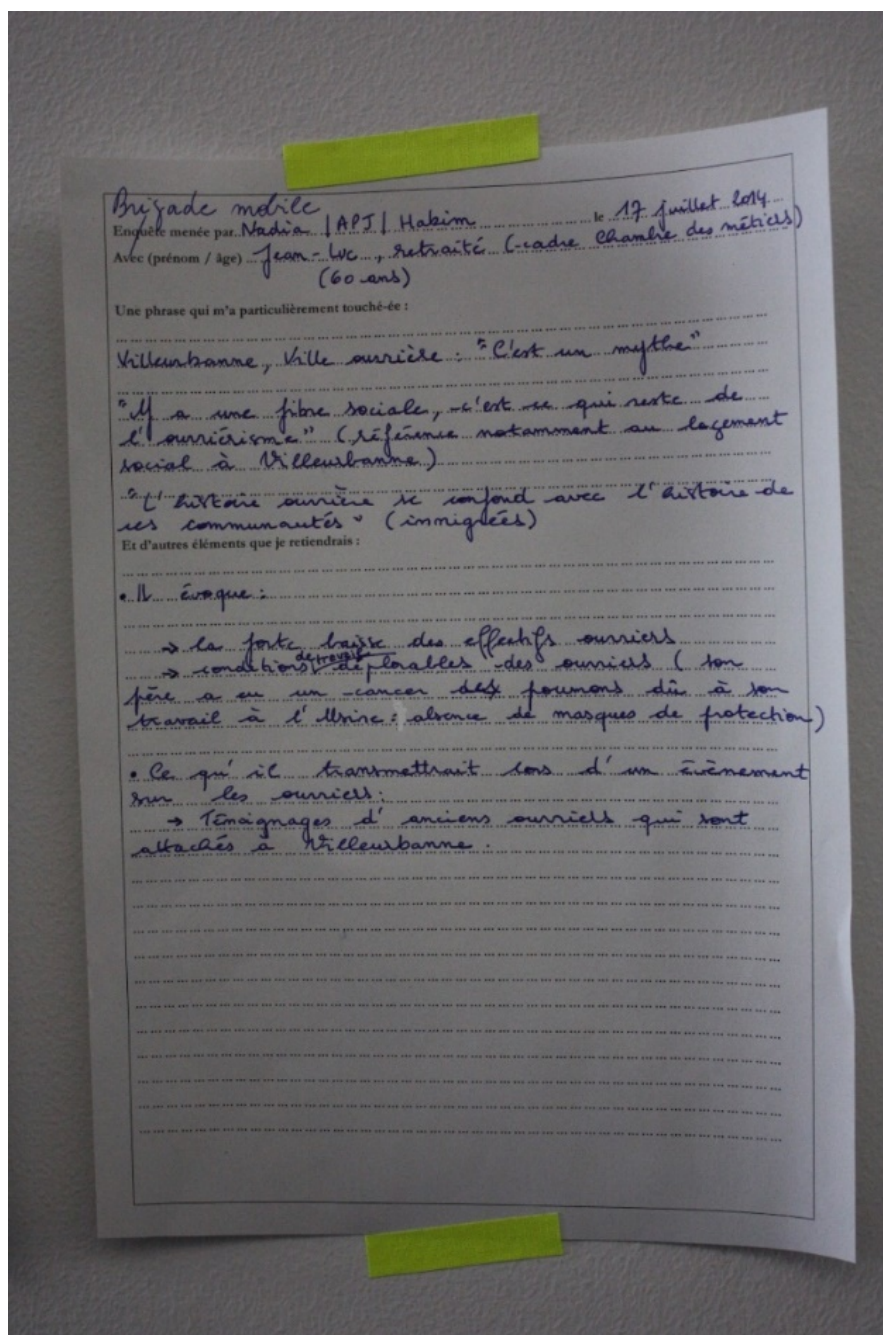 Brigade mobile
Enquête menée par Nadia | APJ | Hakim le 17 juillet 2014
Avec (prénom / âge) Jean-Luc, retraité (cadre Chambre des métiers)
(60 ans)
Une phrase qui m'a particulièrement touché-ée :
Villeurbanne, Ville ouvrière : "C'est un mythe"
"Y a une fibre sociale, c'est ce qui reste de
l'ouvriérisme" (référence notamment au logement
social à Villeurbanne)
"L'histoire ouvrière se confond avec l'histoire de
ses communautés" (immigrées)
Et d'autres éléments que je retiendrais :
• Il évoque :
→ la forte baisse des effectifs ouvriers
→ conditions de travail déplorables des ouvriers (son
père a eu un cancer des poumons dû à son
travail à l'Usine : absence de masques de protection)
• Ce qu'il transmettrait lors d'un évènement
sur les ouvriers :
→ Témoignages d'anciens ouvriers qui sont
attachés à Villeurbanne.